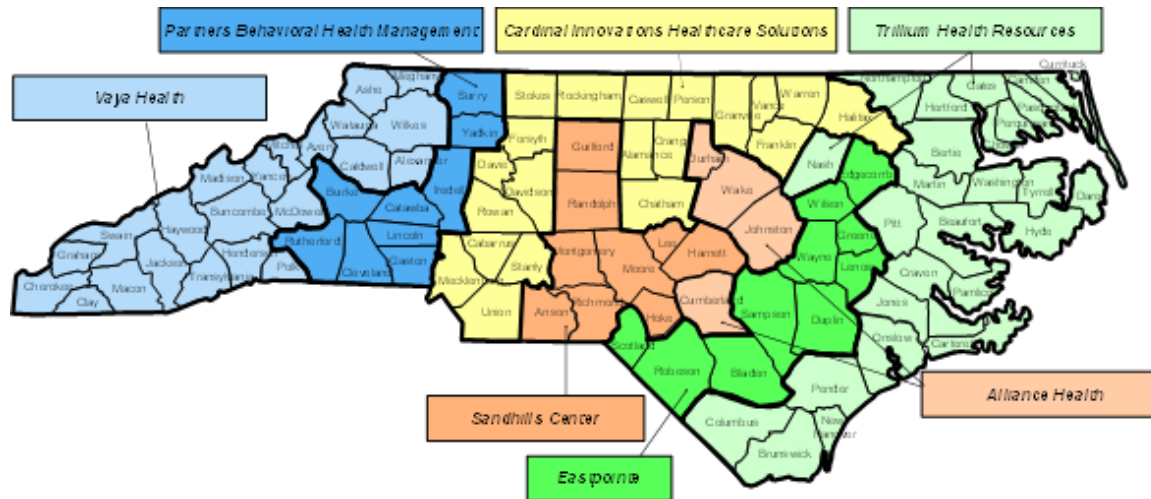 Partners Behavioral Health Management
Cardinal Innovations Healthcare Solutions
Trillium Health Resources
Vaya Health
Currituck
Northampton
Gates
Camden
Alleghany
Ashe
Surry
Stokes
Rockingham
Caswell
Person
Granville
Vance
Warren
Halifax
Hertford
Pasquotank
Perquimans
Watauga
Wilkes
Yadkin
Forsyth
Guilford
Alamance
Orang
Durham
Franklin
Nash
Bertie
Mitchell
Avery
Caldwell
Alexander
Davie
Davidson
Edgecomb
Madison
Yancey
Burke
Iredell
Randolph
Chatham
Wake
Wilson
Martin
Washington
Tyrrell
Dare
Buncombe
McDowell
Catawba
Rowan
Johnston
Greene
Pitt
Beaufort
Hyde
Swain
Haywood
Rutherford
Lincoln
Cabarrus
Montgomery
Lee
Harnett
Wayne
Lenoir
Graham
Jackson
Henderson
Polk
Cleveland
Gaston
Stanly
Moore
Craven
Pamlico
Cherokee
Macon
Transylvania
Mecklenburg
Clay
Union
Anson
Richmond
Hoke
Cumberland
Sampson
Duplin
Jones
Onslow
Carteret
Scotland
Robeson
Bladen
Pender
Columbus
New
Hanover
Brunswick
Alliance Health
Sandhills Center
Eastpointe